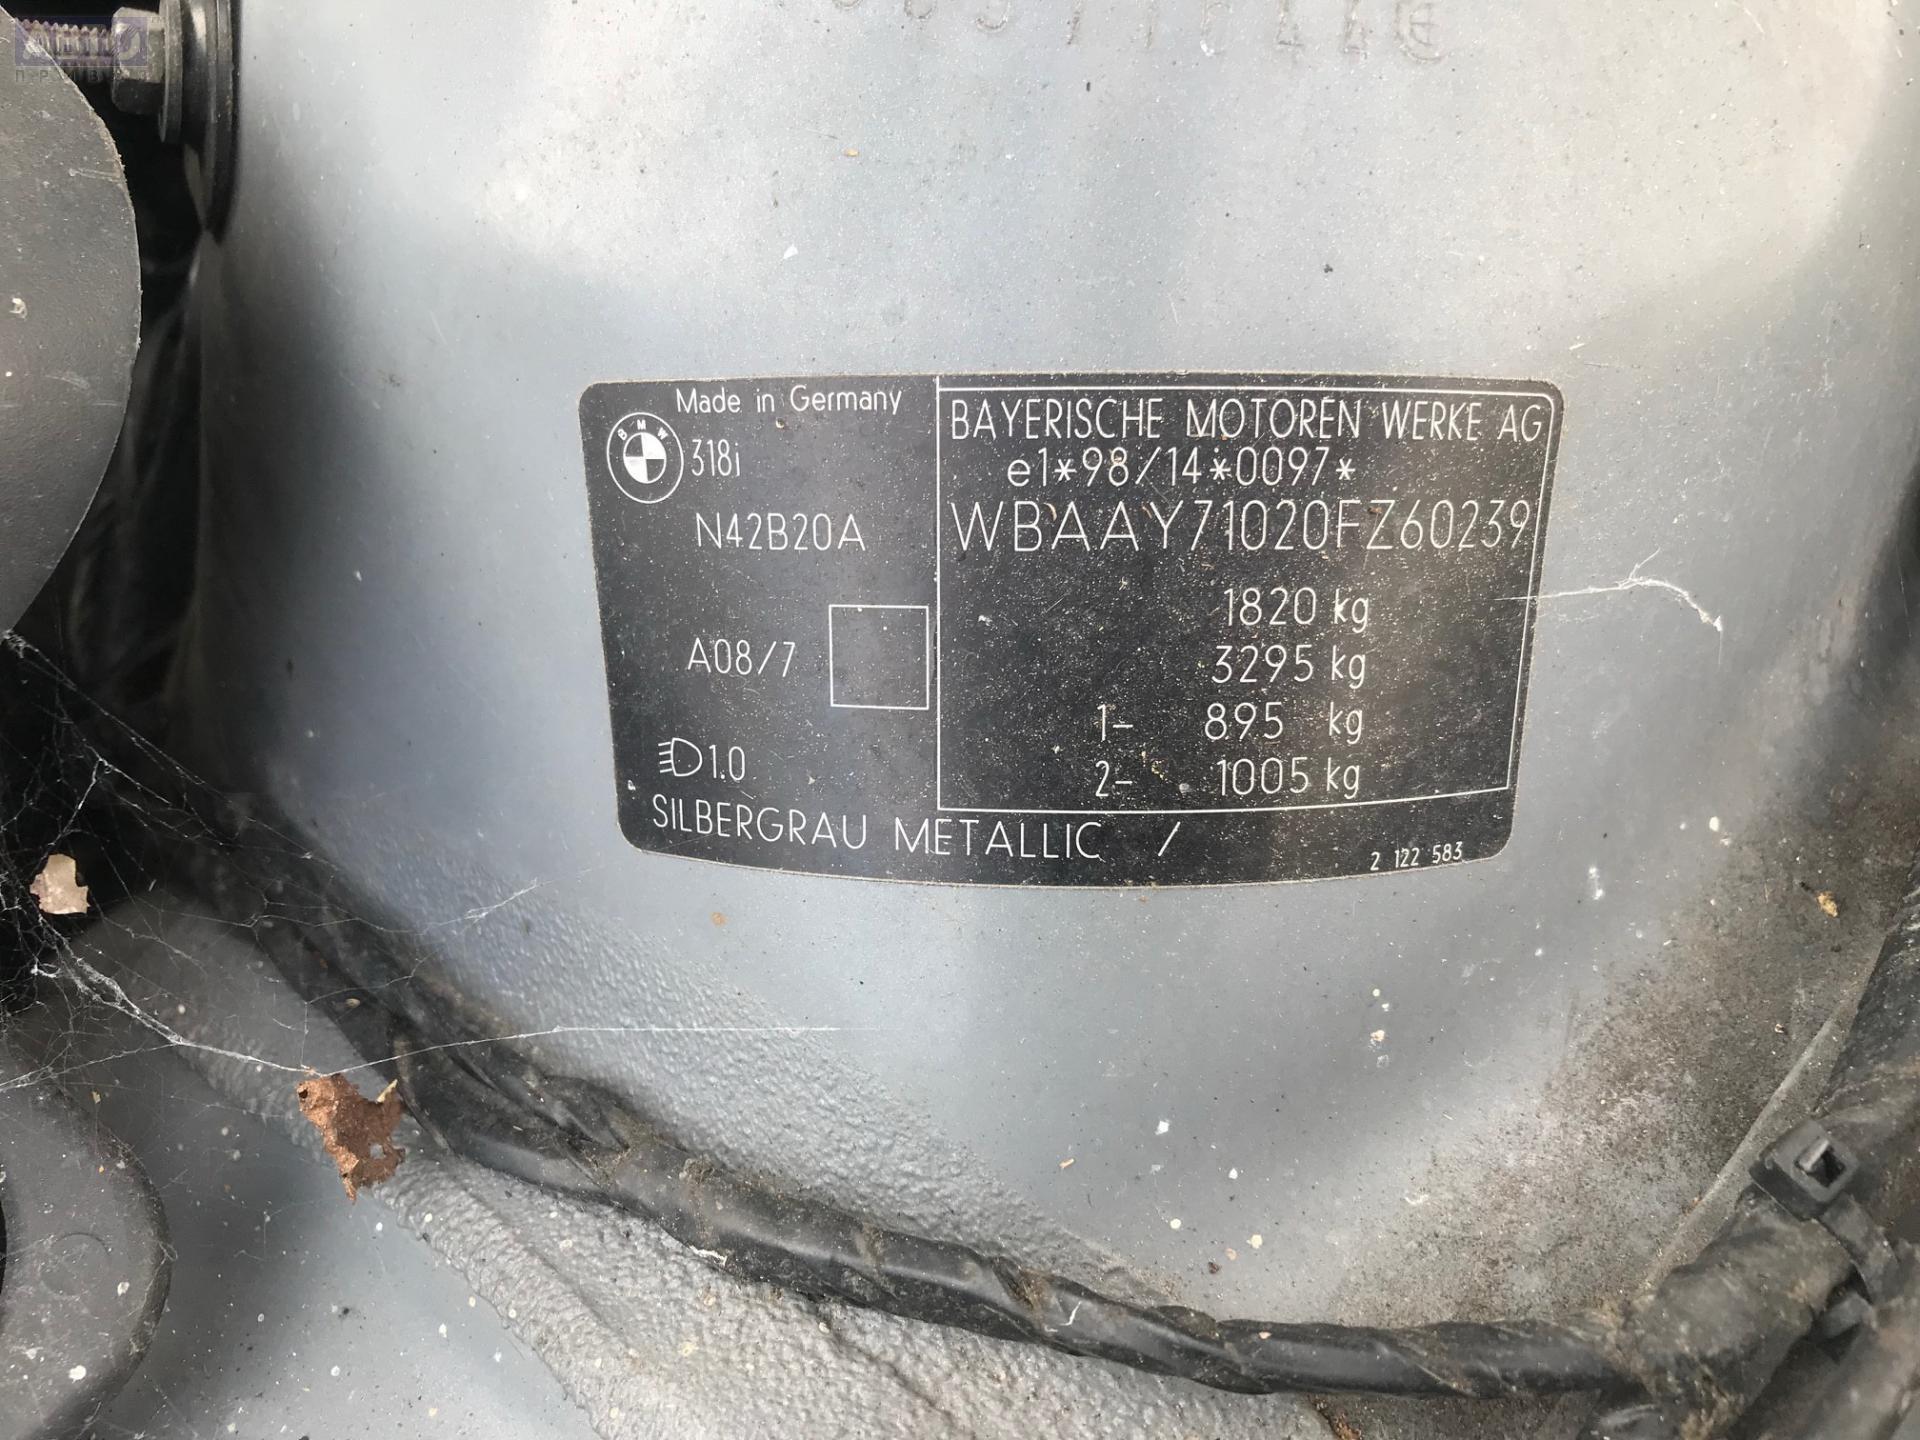 Made in Germany
BMW
318i
N42B20A
A08/7
1.0
SILBERGRAU METALLIC /
BAYERISCHE MOTOREN WERKE AG
e1*98/14*0097*
WBAAY71020FZ60239
1820 kg
3295 kg
1- 895 kg
2- 1005 kg
2 122 583